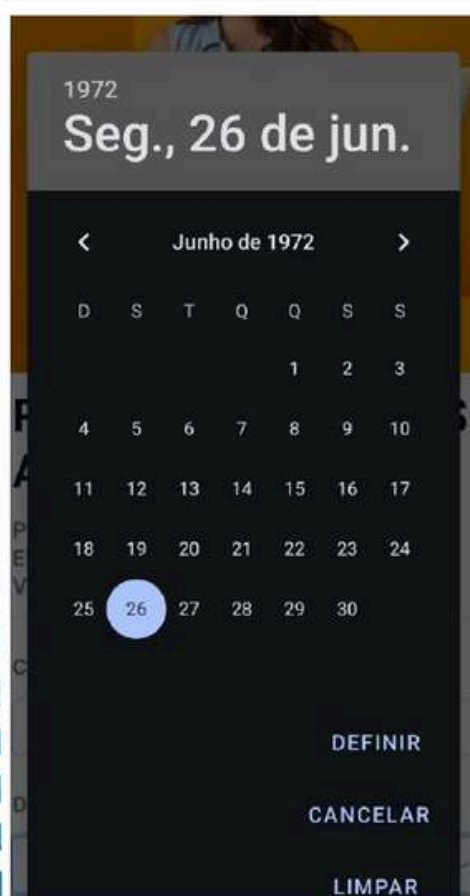 1972
Seg., 26 de jun.
Junho de 1972
D S T Q Q S S
1 2 3
4 5 6 7 8 9 10
11 12 13 14 15 16 17
18 19 20 21 22 23 24
25 26 27 28 29 30
DEFINIR
CANCELAR
LIMPAR